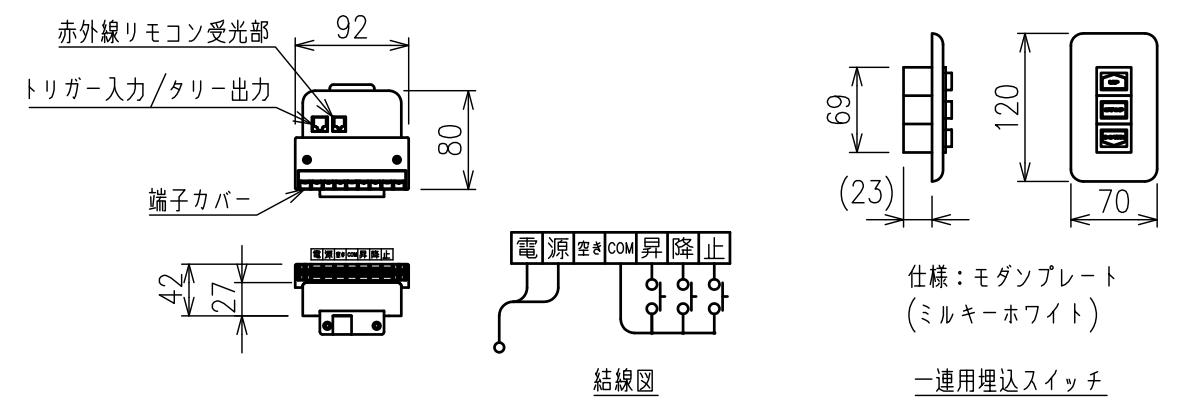 赤外線リモコン受光部
92
トリガー入力/タリー出力
80
端子カバー
電 源 空き COM 昇 降 止
42
27
電 源 空き COM 昇 降 止
結線図
69
(23)
120
70
仕様：モダンプレート
(ミルキーホワイト)
一連用埋込スイッチ